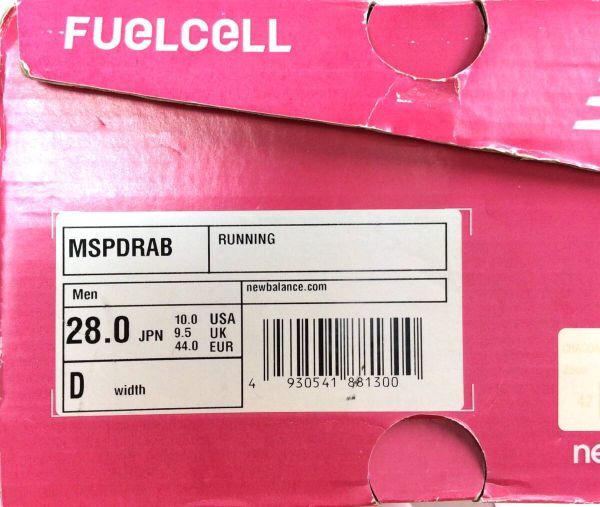 FUELCELL
MSPDRAB
RUNNING
Men
newbalance.com
28.0 JPN
10.0 USA
9.5 UK
44.0 EUR
D width
4 930541 881300
ne